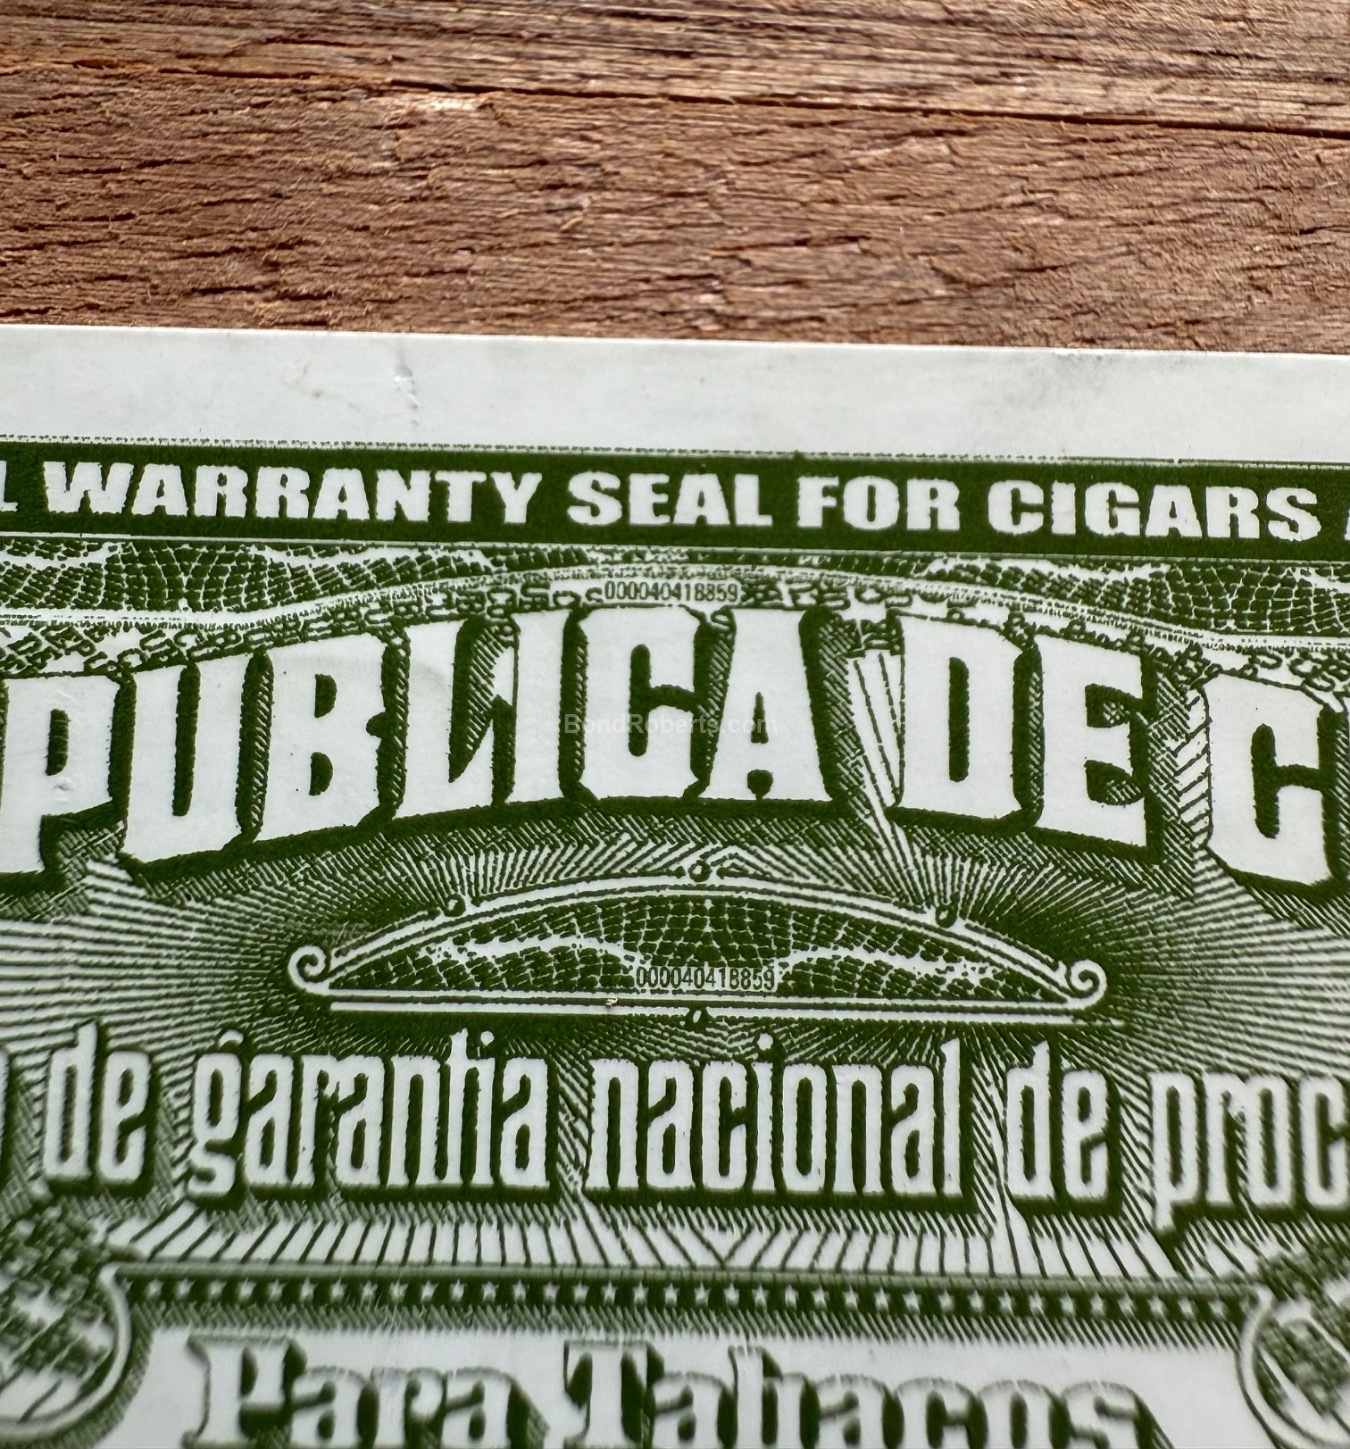 WARRANTY SEAL FOR CIGARS
000040418859
PUBLICA DE C
BondRoberts.com
000040418859
de garantia nacional de proc
Para Tabacos